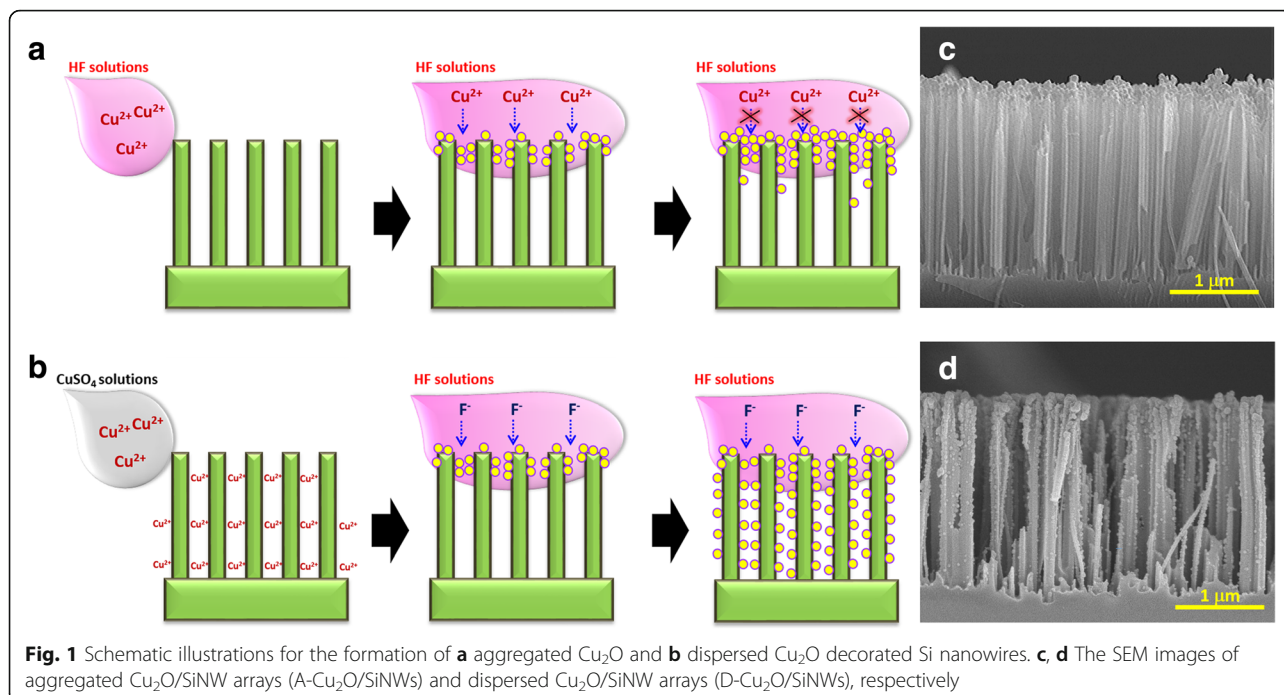 a
HF solutions
Cu²⁺ Cu²⁺
Cu²⁺
HF solutions
Cu²⁺ Cu²⁺ Cu²⁺
HF solutions
Cu²⁺ Cu²⁺ Cu²⁺
c
1 μm
b
CuSO₄ solutions
Cu²⁺ Cu²⁺
Cu²⁺
Cu²⁺ Cu²⁺ Cu²⁺ Cu²⁺
Cu²⁺ Cu²⁺ Cu²⁺ Cu²⁺ Cu²⁺ Cu²⁺
Cu²⁺ Cu²⁺ Cu²⁺ Cu²⁺ Cu²⁺ Cu²⁺
HF solutions
F⁻ F⁻ F⁻
HF solutions
F⁻ F⁻ F⁻
d
1 μm
Fig. 1 Schematic illustrations for the formation of a aggregated Cu₂O and b dispersed Cu₂O decorated Si nanowires. c, d The SEM images of
aggregated Cu₂O/SiNW arrays (A-Cu₂O/SiNWs) and dispersed Cu₂O/SiNW arrays (D-Cu₂O/SiNWs), respectively